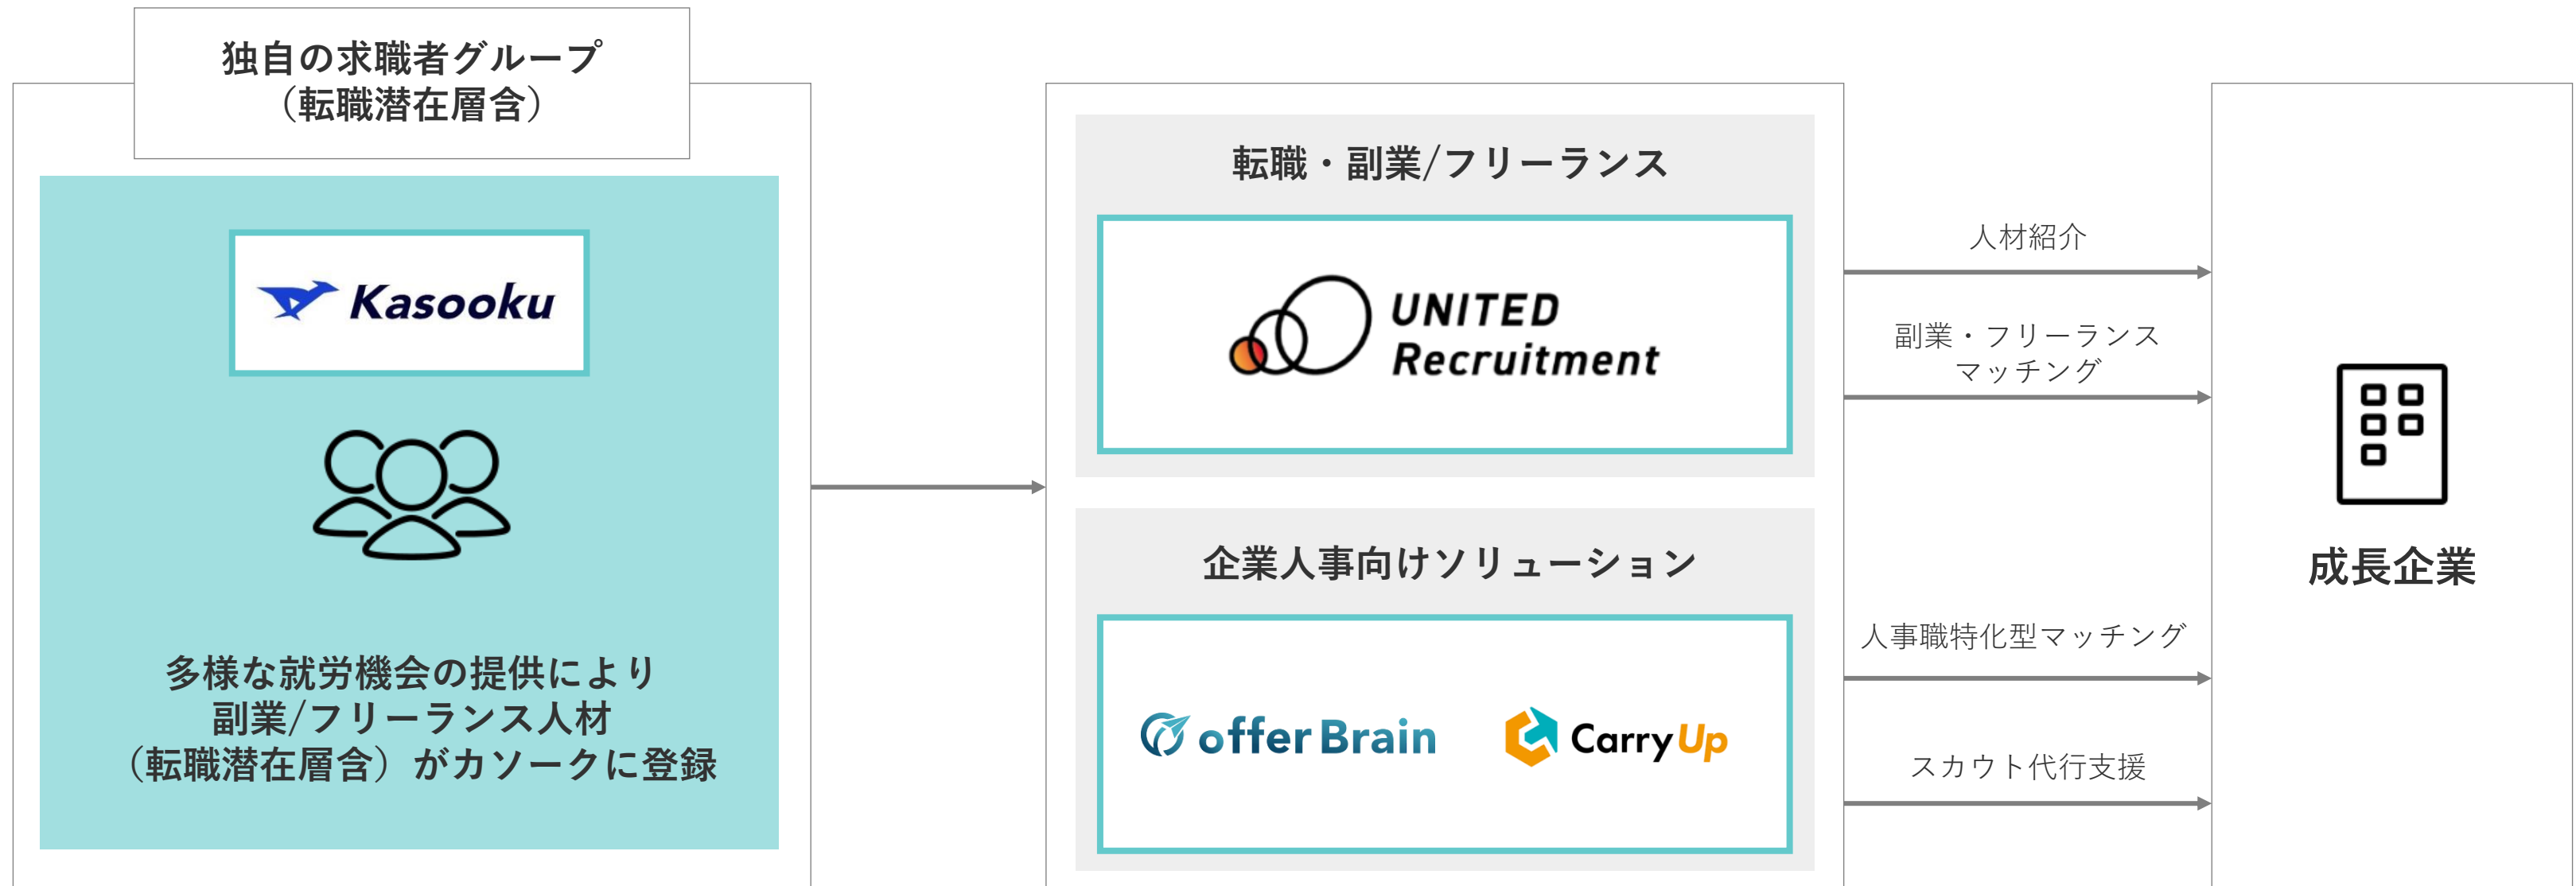 独自の求職者グループ
（転職潜在層含）
Kasooku
多様な就労機会の提供により
副業/フリーランス人材
（転職潜在層含）がカソークに登録
転職・副業/フリーランス
UNITED
Recruitment
企業人事向けソリューション
offer Brain
Carry Up
人材紹介
副業・フリーランス
マッチング
人事職特化型マッチング
スカウト代行支援
成長企業